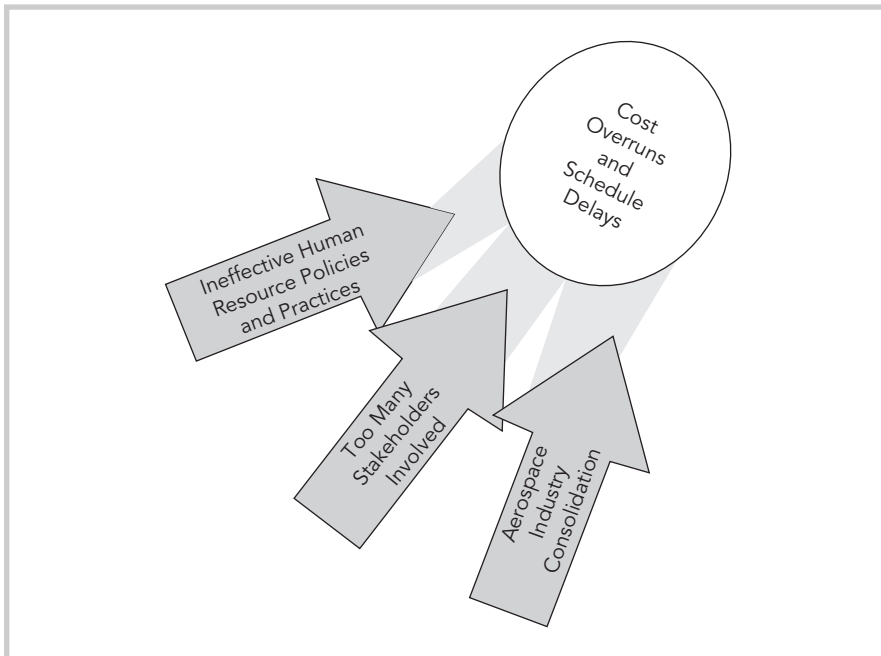 Cost
Overruns
and
Schedule
Delays
Ineffective Human
Resource Policies
and Practices
Too Many
Stakeholders
Involved
Aerospace
Industry
Consolidation